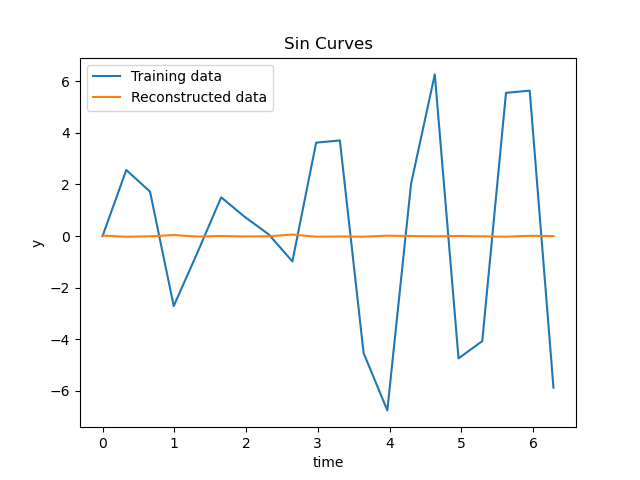 Sin Curves
Training data
Reconstructed data
6
4
2
0
−2
−4
−6
y
0 1 2 3 4 5 6
time